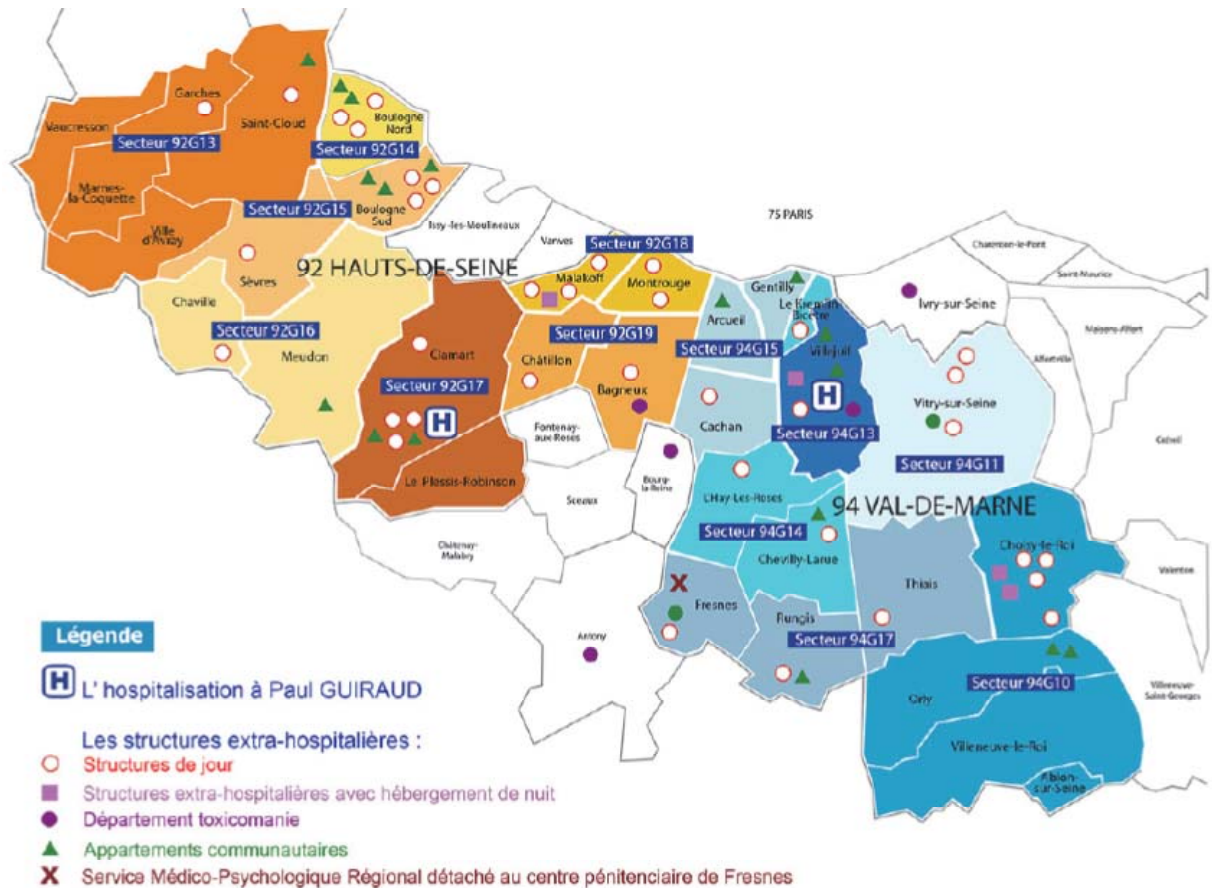 Garches
Vaucresson
Saint-Cloud
Boulogne
Nord
Secteur 92G13
Secteur 92G14
Marnes-
la-Coquette
Secteur 92G15
Boulogne
Sud
Ville
d'Avray
Issy-les-Moulineaux
75 PARIS
Vanves
Secteur 92G18
Charenton-le-Pont
Saint-Maurice
Sèvres
92 HAUTS-DE-SEINE
Malakoff
Montrouge
Gentilly
Le Kremlin-
Bicêtre
Ivry-sur-Seine
Chaville
Arcueil
Maisons-Alfort
Secteur 92G16
Meudon
Clamart
Secteur 92G19
Secteur 94G15
Villejuif
Alfortville
Châtillon
Secteur 92G17
Bagneux
Vitry-sur-Seine
H
H
Fontenay-
aux-Roses
Cachan
Secteur 94G13
Créteil
Secteur 94G11
Le Plessis-Robinson
Sceaux
Bourg-
la-Reine
L'Hay-Les-Roses
94 VAL-DE-MARNE
Secteur 94G14
Châtenay-
Malabry
Chevilly-Larue
Choisy-le-Roi
Valenton
Thiais
X
Fresnes
Rungis
Secteur 94G17
Antony
Légende
Secteur 94G10
Villeneuve-
Saint-Georges
Orly
H L' hospitalisation à Paul GUIRAUD
Villeneuve-le-Roi
Les structures extra-hospitalières :
Ablon-
sur-Seine
Structures de jour
Structures extra-hospitalières avec hébergement de nuit
Département toxicomanie
Appartements communautaires
X Service Médico-Psychologique Régional détaché au centre pénitenciaire de Fresnes